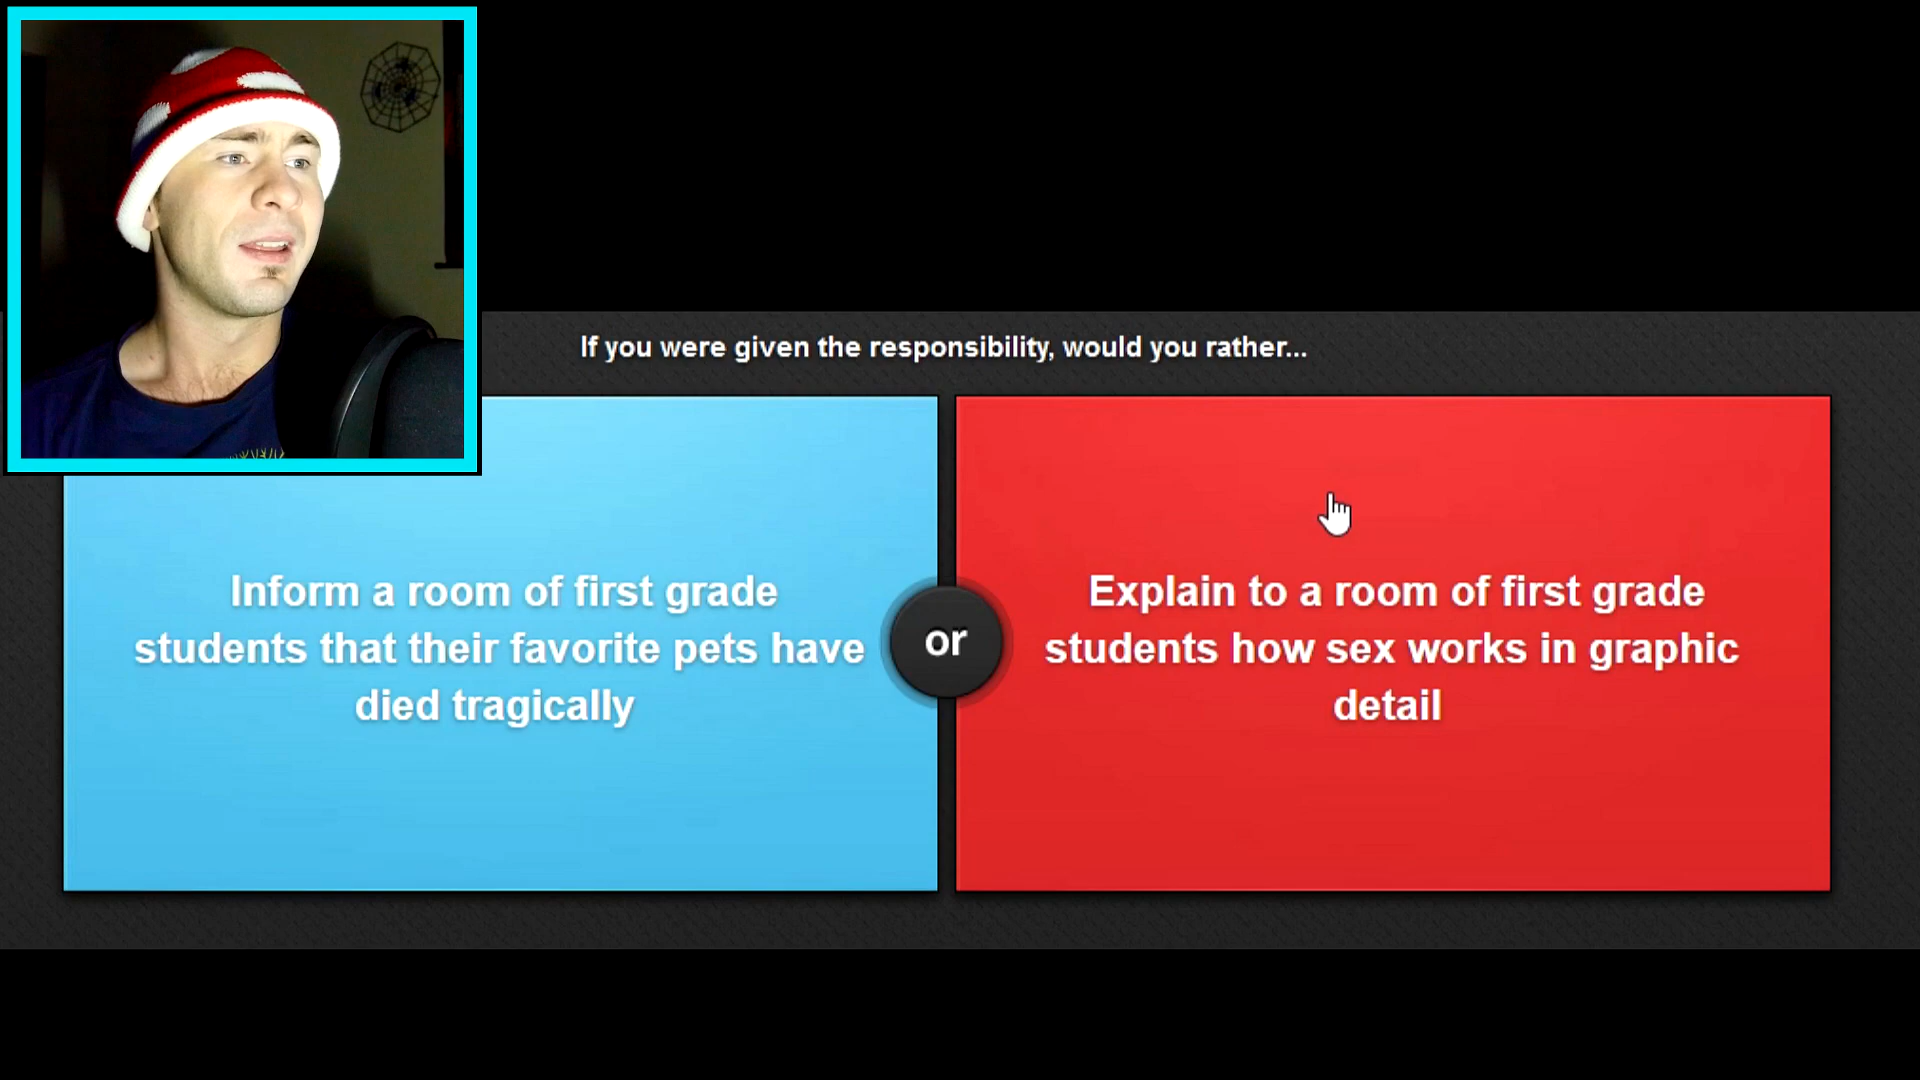 If you were given the responsibility, would you rather...
Inform a room of first grade
students that their favorite pets have
died tragically
or
Explain to a room of first grade
students how sex works in graphic
detail